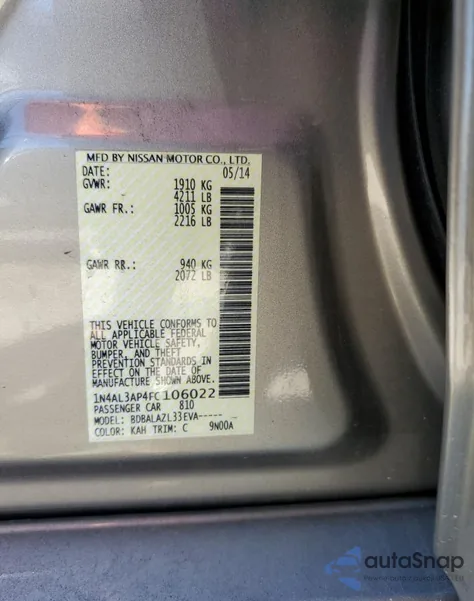 MFD BY NISSAN MOTOR CO., LTD.
DATE: 05/14
GVWR: 1910 KG
4211 LB
GAWR FR.: 1005 KG
2216 LB
GAWR RR.: 940 KG
2072 LB
THIS VEHICLE CONFORMS TO
ALL APPLICABLE FEDERAL
MOTOR VEHICLE SAFETY,
BUMPER, AND THEFT
PREVENTION STANDARDS IN
EFFECT ON THE DATE OF
MANUFACTURE SHOWN ABOVE.
1N4AL3AP4FC106022
PASSENGER CAR 810
MODEL: BDBALAZL33EVA-----
COLOR: KAH TRIM: C 9N00A
autaSnap